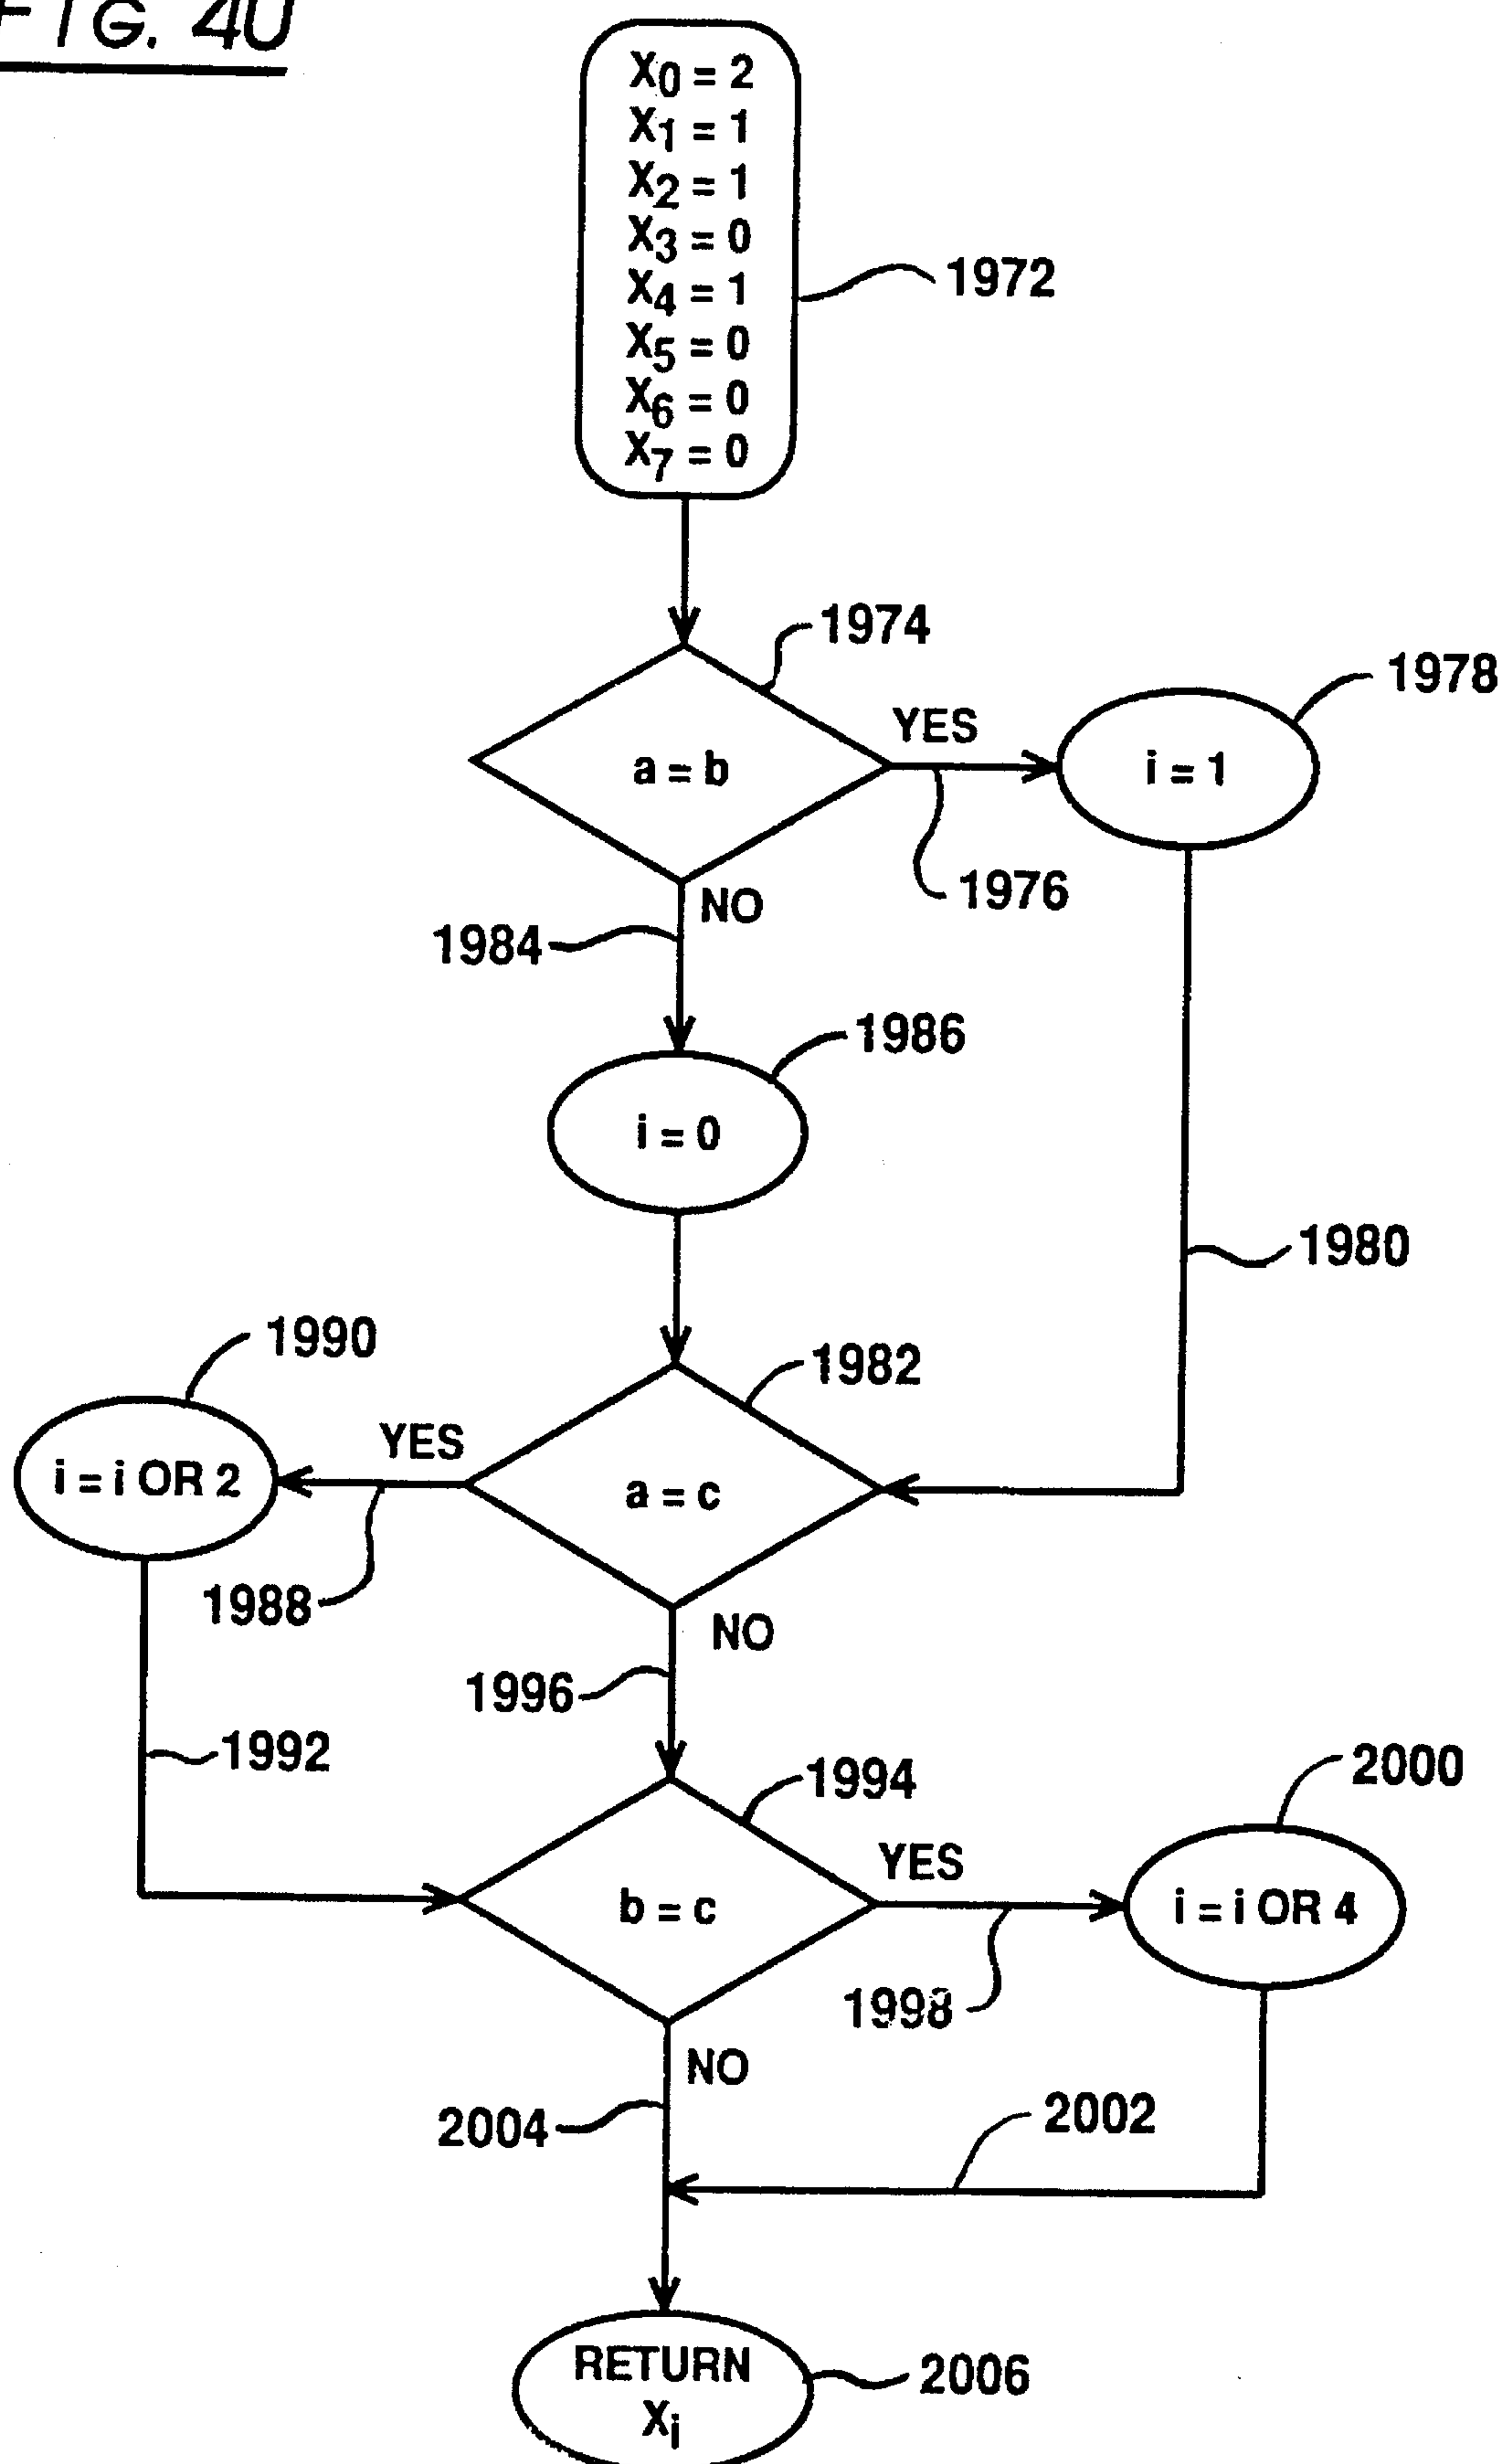 FIG. 40
X0 = 2
X1 = 1
X2 = 1
X3 = 0
X4 = 1
X5 = 0
X6 = 0
X7 = 0
1972
1974
1978
YES
a = b
i = 1
1976
NO
1984
1986
i = 0
1980
1990
1982
YES
i = i OR 2
a = c
1988
NO
1996
1992
1994
2000
YES
b = c
i = i OR 4
1998
NO
2004
2002
RETURN
Xi
2006